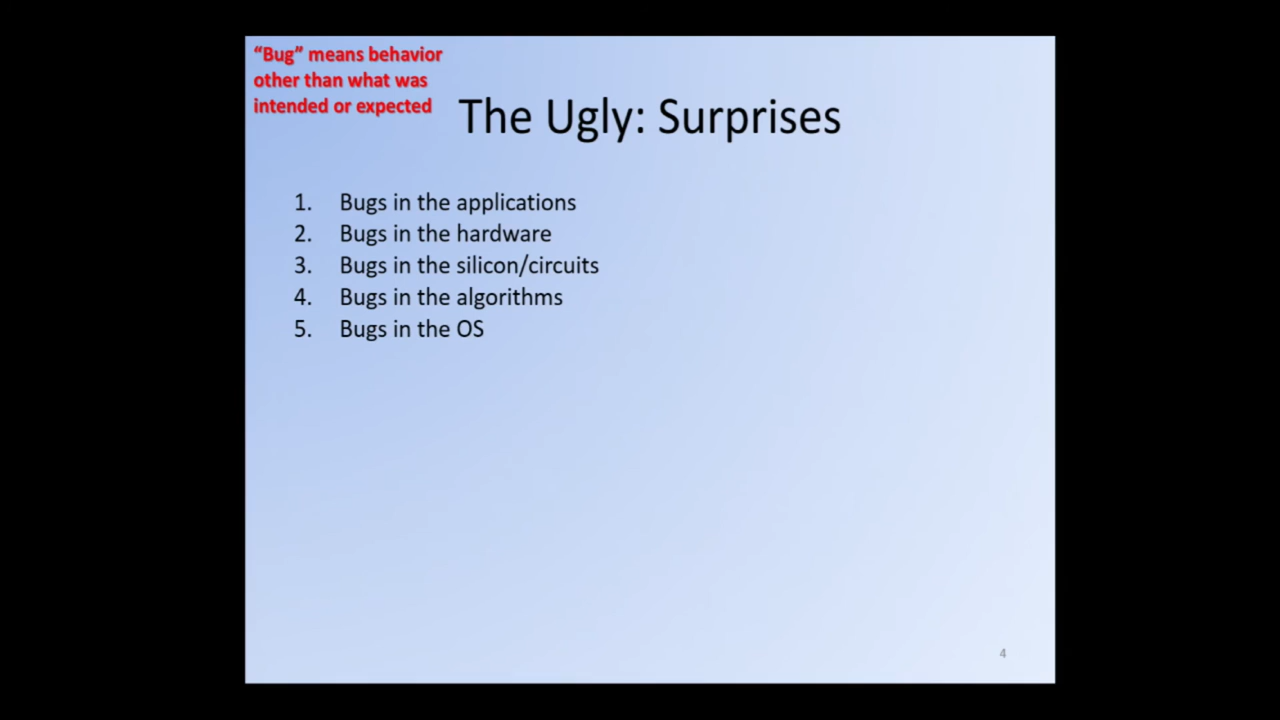 “Bug” means behavior
other than what was
intended or expected
The Ugly: Surprises
1. Bugs in the applications
2. Bugs in the hardware
3. Bugs in the silicon/circuits
4. Bugs in the algorithms
5. Bugs in the OS
4